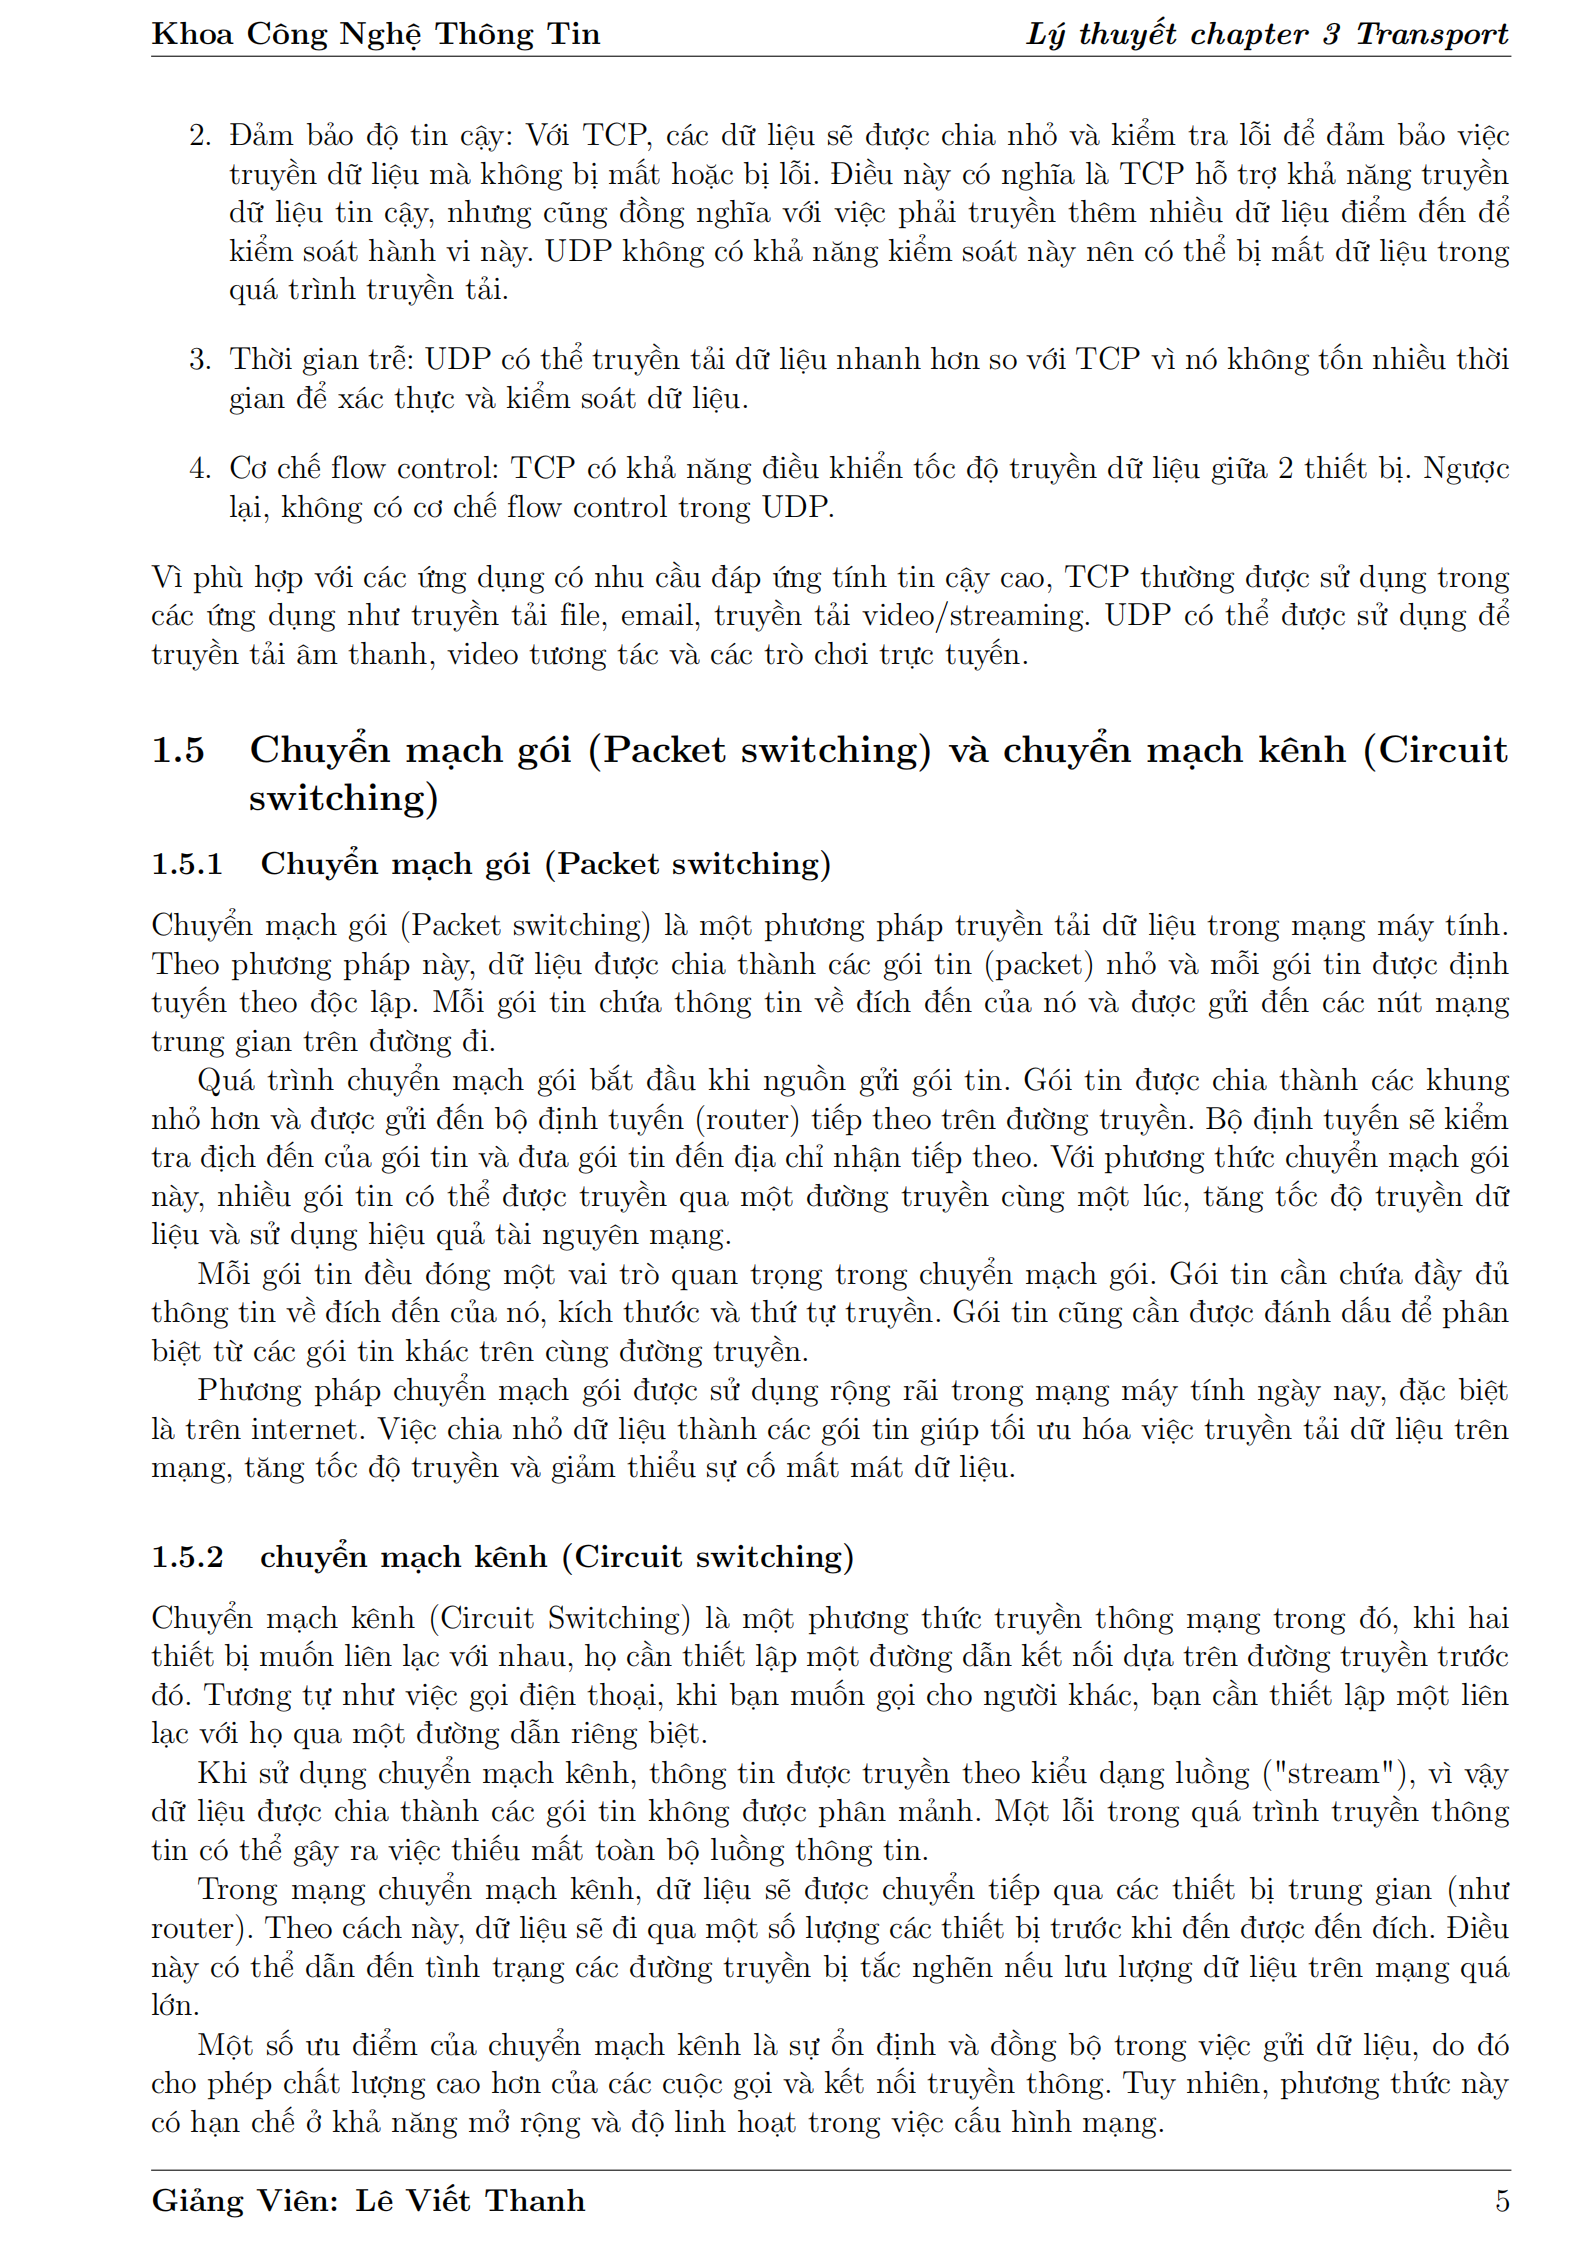 Khoa Công Nghệ Thông Tin Lý thuyết chapter 3 Transport
2. Đảm bảo độ tin cậy: Với TCP, các dữ liệu sẽ được chia nhỏ và kiểm tra lỗi để đảm bảo việc
truyền dữ liệu mà không bị mất hoặc bị lỗi. Điều này có nghĩa là TCP hỗ trợ khả năng truyền
dữ liệu tin cậy, nhưng cũng đồng nghĩa với việc phải truyền thêm nhiều dữ liệu điểm đến để
kiểm soát hành vi này. UDP không có khả năng kiểm soát này nên có thể bị mất dữ liệu trong
quá trình truyền tải.
3. Thời gian trễ: UDP có thể truyền tải dữ liệu nhanh hơn so với TCP vì nó không tốn nhiều thời
gian để xác thực và kiểm soát dữ liệu.
4. Cơ chế flow control: TCP có khả năng điều khiển tốc độ truyền dữ liệu giữa 2 thiết bị. Ngược
lại, không có cơ chế flow control trong UDP.
Vì phù hợp với các ứng dụng có nhu cầu đáp ứng tính tin cậy cao, TCP thường được sử dụng trong
các ứng dụng như truyền tải file, email, truyền tải video/streaming. UDP có thể được sử dụng để
truyền tải âm thanh, video tương tác và các trò chơi trực tuyến.
1.5 Chuyển mạch gói (Packet switching) và chuyển mạch kênh (Circuit
switching)
1.5.1 Chuyển mạch gói (Packet switching)
Chuyển mạch gói (Packet switching) là một phương pháp truyền tải dữ liệu trong mạng máy tính.
Theo phương pháp này, dữ liệu được chia thành các gói tin (packet) nhỏ và mỗi gói tin được định
tuyến theo độc lập. Mỗi gói tin chứa thông tin về đích đến của nó và được gửi đến các nút mạng
trung gian trên đường đi.
Quá trình chuyển mạch gói bắt đầu khi nguồn gửi gói tin. Gói tin được chia thành các khung
nhỏ hơn và được gửi đến bộ định tuyến (router) tiếp theo trên đường truyền. Bộ định tuyến sẽ kiểm
tra địch đến của gói tin và đưa gói tin đến địa chỉ nhận tiếp theo. Với phương thức chuyển mạch gói
này, nhiều gói tin có thể được truyền qua một đường truyền cùng một lúc, tăng tốc độ truyền dữ
liệu và sử dụng hiệu quả tài nguyên mạng.
Mỗi gói tin đều đóng một vai trò quan trọng trong chuyển mạch gói. Gói tin cần chứa đầy đủ
thông tin về đích đến của nó, kích thước và thứ tự truyền. Gói tin cũng cần được đánh dấu để phân
biệt từ các gói tin khác trên cùng đường truyền.
Phương pháp chuyển mạch gói được sử dụng rộng rãi trong mạng máy tính ngày nay, đặc biệt
là trên internet. Việc chia nhỏ dữ liệu thành các gói tin giúp tối ưu hóa việc truyền tải dữ liệu trên
mạng, tăng tốc độ truyền và giảm thiểu sự cố mất mát dữ liệu.
1.5.2 chuyển mạch kênh (Circuit switching)
Chuyển mạch kênh (Circuit Switching) là một phương thức truyền thông mạng trong đó, khi hai
thiết bị muốn liên lạc với nhau, họ cần thiết lập một đường dẫn kết nối dựa trên đường truyền trước
đó. Tương tự như việc gọi điện thoại, khi bạn muốn gọi cho người khác, bạn cần thiết lập một liên
lạc với họ qua một đường dẫn riêng biệt.
Khi sử dụng chuyển mạch kênh, thông tin được truyền theo kiểu dạng luồng ("stream"), vì vậy
dữ liệu được chia thành các gói tin không được phân mảnh. Một lỗi trong quá trình truyền thông
tin có thể gây ra việc thiếu mất toàn bộ luồng thông tin.
Trong mạng chuyển mạch kênh, dữ liệu sẽ được chuyển tiếp qua các thiết bị trung gian (như
router). Theo cách này, dữ liệu sẽ đi qua một số lượng các thiết bị trước khi đến được đến đích. Điều
này có thể dẫn đến tình trạng các đường truyền bị tắc nghẽn nếu lưu lượng dữ liệu trên mạng quá
lớn.
Một số ưu điểm của chuyển mạch kênh là sự ổn định và đồng bộ trong việc gửi dữ liệu, do đó
cho phép chất lượng cao hơn của các cuộc gọi và kết nối truyền thông. Tuy nhiên, phương thức này
có hạn chế ở khả năng mở rộng và độ linh hoạt trong việc cấu hình mạng.
Giảng Viên: Lê Viết Thanh 5